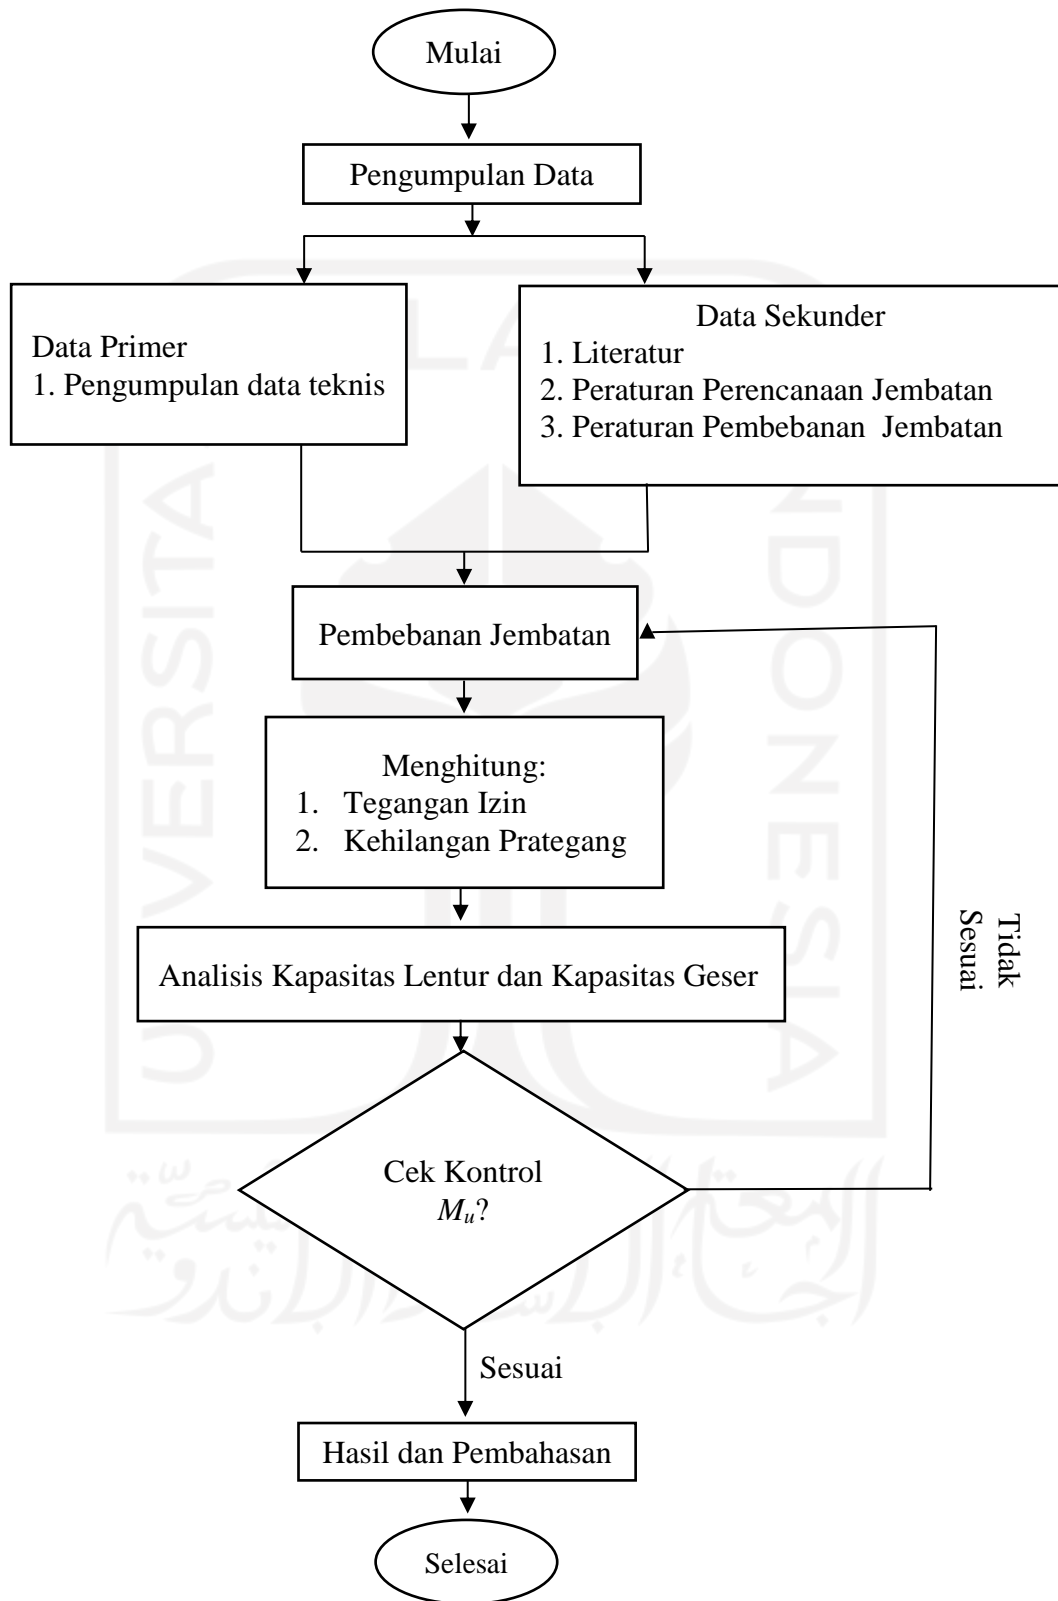 Mulai
Pengumpulan Data
Data Primer
1. Pengumpulan data teknis
Data Sekunder
1. Literatur
2. Peraturan Perencanaan Jembatan
3. Peraturan Pembebanan Jembatan
Pembebanan Jembatan
Menghitung:
1. Tegangan Izin
2. Kehilangan Prategang
Analisis Kapasitas Lentur dan Kapasitas Geser
Cek Kontrol
Mu?
Tidak
Sesuai
Sesuai
Hasil dan Pembahasan
Selesai